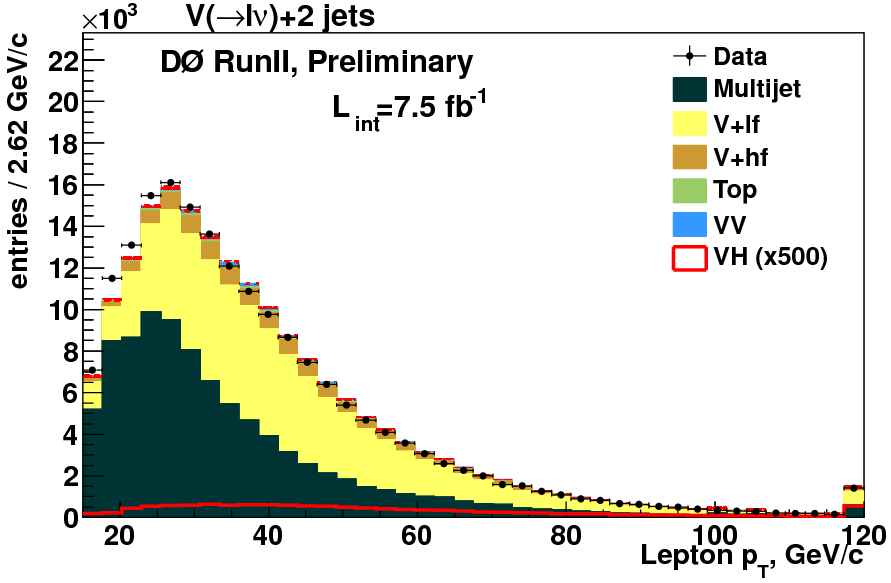 ×10³
V(→lν)+2 jets
DØ RunII, Preliminary
L_int=7.5 fb⁻¹
entries / 2.62 GeV/c
22
20
18
16
14
12
10
8
6
4
2
0
Data
Multijet
V+lf
V+hf
Top
VV
VH (x500)
20
40
60
80
100
120
Lepton p_T, GeV/c